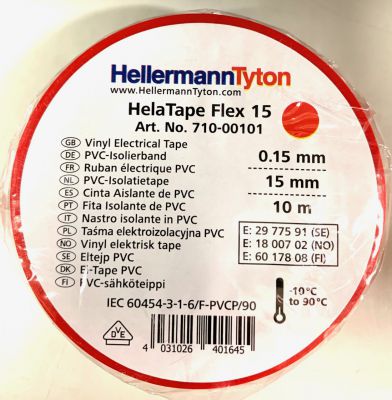 HellermannTyton
www.HellermannTyton.com
HelaTape Flex 15
Art. No. 710-00101
GB Vinyl Electrical Tape
DE PVC-Isolierband
FR Ruban électrique PVC
NL PVC-Isolatietape
ES Cinta Aislante de PVC
PT Fita Isolante de PVC
IT Nastro isolante in PVC
PL Taśma elektroizolacyjna PVC
NO Vinyl elektrisk tape
SE Eltejp PVC
DK El-Tape PVC
FI PVC-sähköteippi
0.15 mm
15 mm
10 m
E: 29 775 91 (SE)
E: 18 007 02 (NO)
E: 60 178 08 (FI)
-10°C
to 90°C
IEC 60454-3-1-6/F-PVCP/90
DVE
4 031026 401645